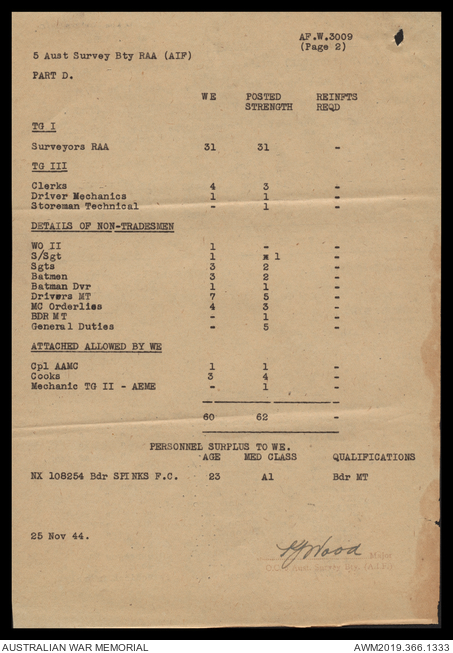 AF.W.3009
(Page 2)
5 Aust Survey Bty RAA (AIF)
PART D.
WE POSTED STRENGTH REINFTS REQD
TG I
Surveyors RAA 31 31 -
TG III
Clerks 4 3 -
Driver Mechanics 1 1 -
Storeman Technical - 1 -
DETAILS OF NON-TRADESMEN
WO II 1 - -
S/Sgt 1 x 1 -
Sgts 3 2 -
Batmen 3 2 -
Batman Dvr 1 1 -
Drivers MT 7 5 -
MC Orderlies 4 3 -
BDR MT - 1 -
General Duties - 5 -
ATTACHED ALLOWED BY WE
Cpl AAMC 1 1 -
Cooks 3 4 -
Mechanic TG II - AEME - 1 -
60 62 -
PERSONNEL SURPLUS TO WE.
AGE MED CLASS QUALIFICATIONS
NX 108254 Bdr SPINKS F.C. 23 A1 Bdr MT
25 Nov 44.
Wood Major
Aust. Survey Bty. (A.I.F.)
AUSTRALIAN WAR MEMORIAL AWM2019.366.1333